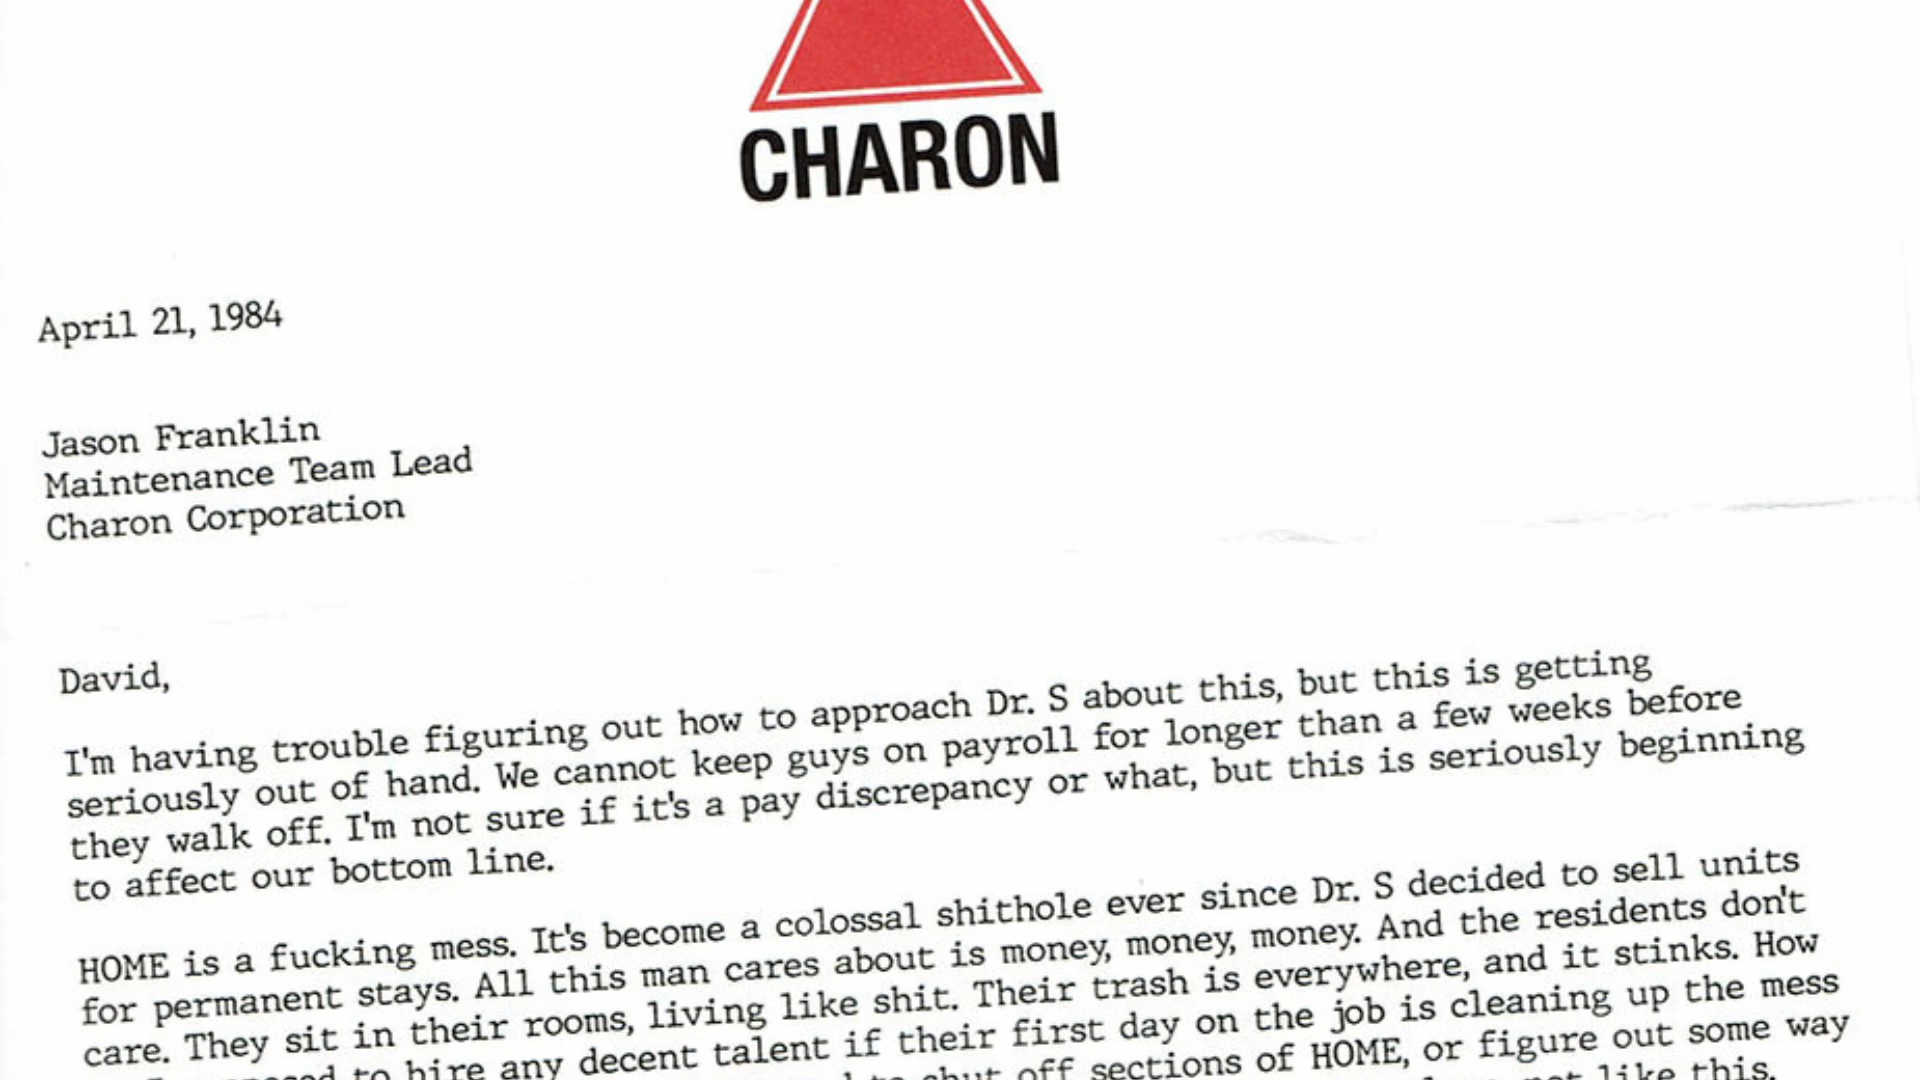 CHARON
April 21, 1984
Jason Franklin
Maintenance Team Lead
Charon Corporation
David,
I'm having trouble figuring out how to approach Dr. S about this, but this is getting
seriously out of hand. We cannot keep guys on payroll for longer than a few weeks before
they walk off. I'm not sure if it's a pay discrepancy or what, but this is seriously beginning
to affect our bottom line.
HOME is a fucking mess. It's become a colossal shithole ever since Dr. S decided to sell units
for permanent stays. All this man cares about is money, money, money. And the residents don't
care. They sit in their rooms, living like shit. Their trash is everywhere, and it stinks. How
to hire any decent talent if their first day on the job is cleaning up the mess
to shut off sections of HOME, or figure out some way
not like this.